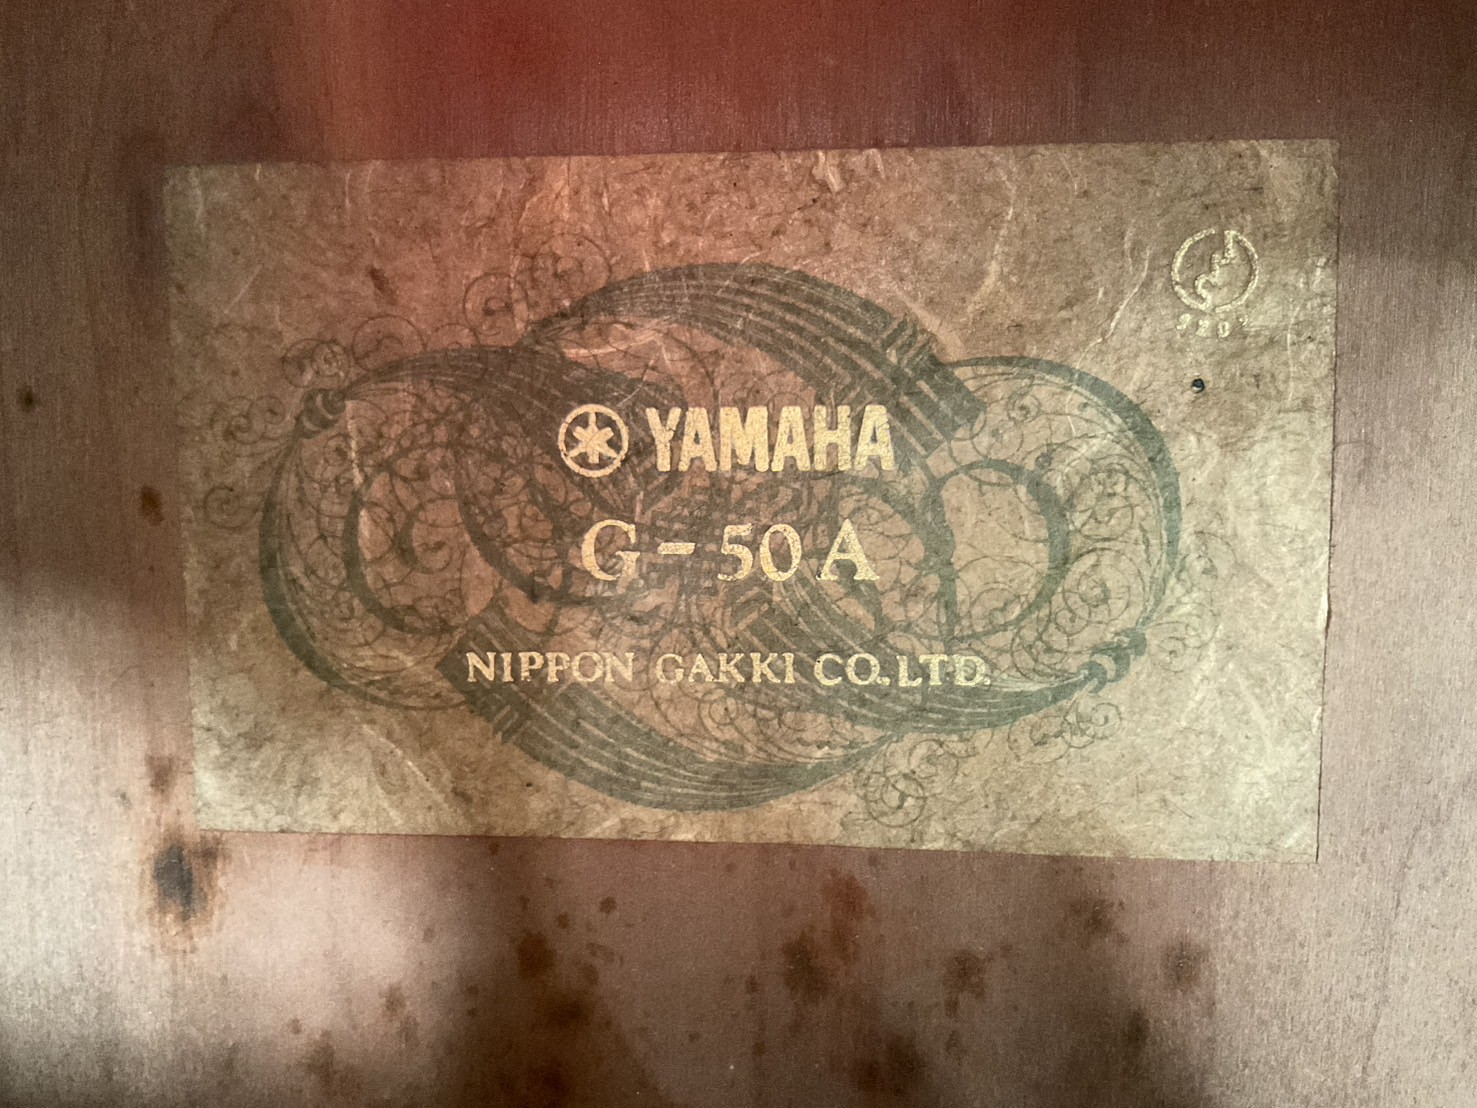 YAMAHA
G-50A
NIPPON GAKKI CO.LTD.